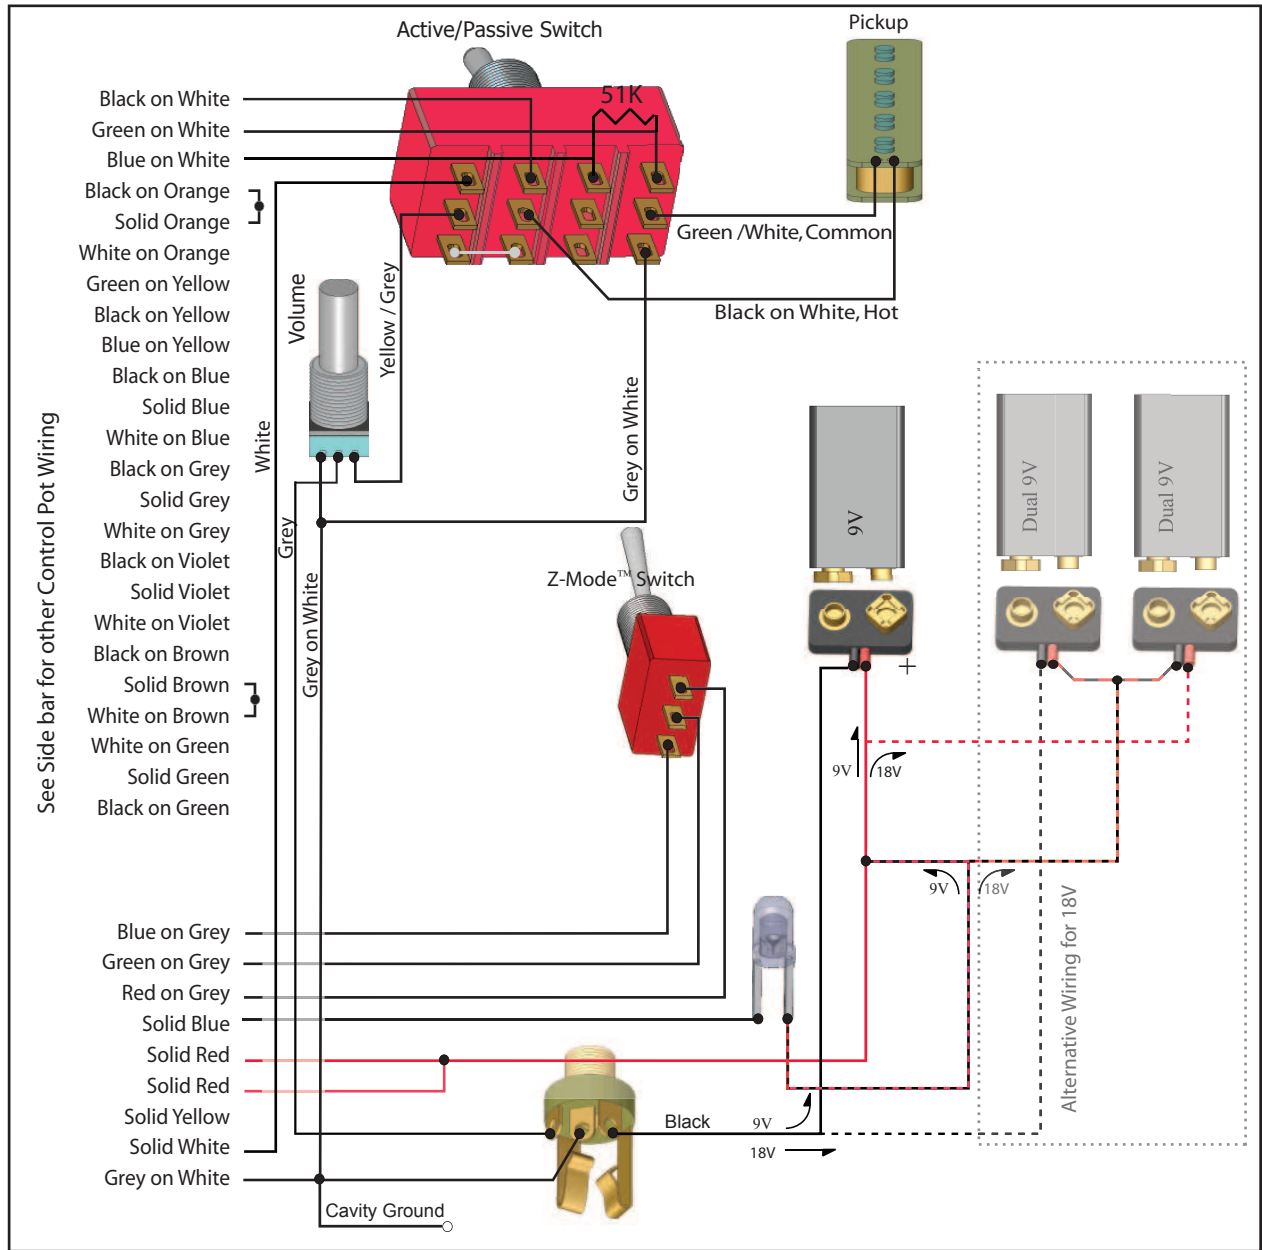 Active/Passive Switch
Pickup
51K
Black on White
Green on White
Blue on White
Black on Orange
Solid Orange
White on Orange
Green on Yellow
Black on Yellow
Blue on Yellow
Black on Blue
Solid Blue
White on Blue
Black on Grey
Solid Grey
White on Grey
Black on Violet
Solid Violet
White on Violet
Black on Brown
Solid Brown
White on Brown
White on Green
Solid Green
Black on Green
See Side bar for other Control Pot Wiring
Green /White, Common
Black on White, Hot
Volume
Yellow / Grey
White
Grey on White
Grey
Grey on White
Z-Mode™ Switch
9V
Dual 9V
Dual 9V
+
9V
18V
9V
18V
Alternative Wiring for 18V
Blue on Grey
Green on Grey
Red on Grey
Solid Blue
Solid Red
Solid Red
Solid Yellow
Solid White
Grey on White
Black
9V
18V
Cavity Ground